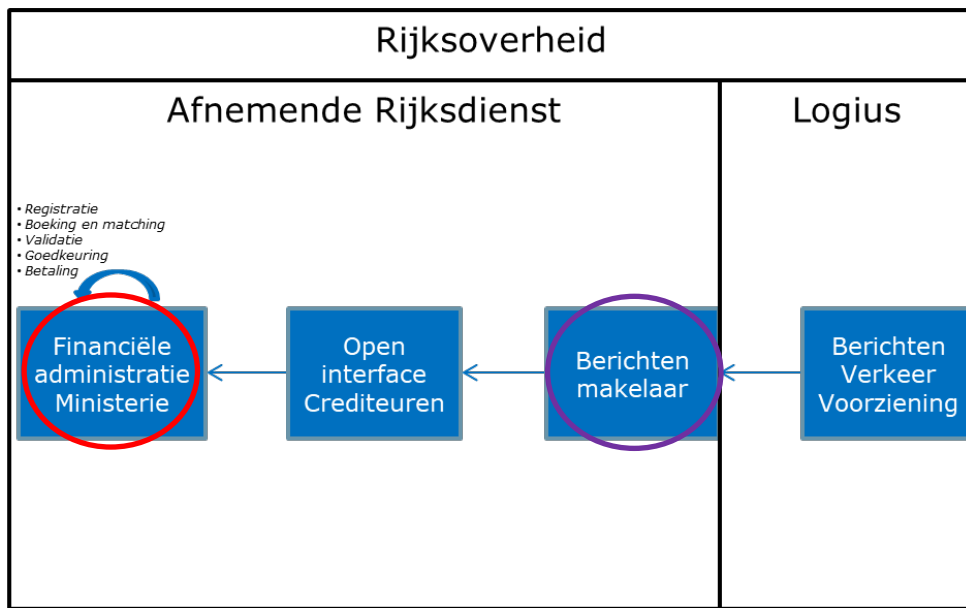 Rijksoverheid
Afnemende Rijksdienst
Logius
• Registratie
• Boeking en matching
• Validatie
• Goedkeuring
• Betaling
Financiële
administratie
Ministerie
Open
interface
Crediteuren
Berichten
makelaar
Berichten
Verkeer
Voorziening